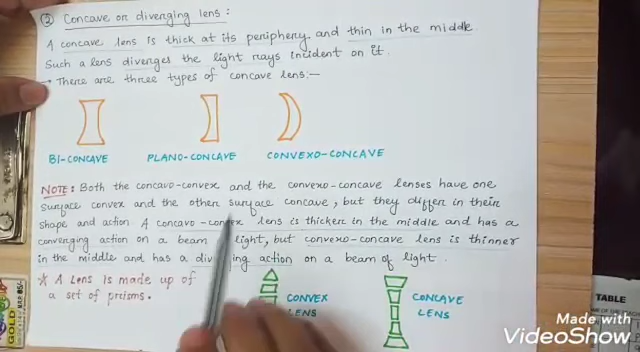 ② Concave or diverging lens :
A concave lens is thick at its periphery and thin in the middle
Such a lens diverges the light rays incident on it.
→ There are three types of concave lens:—
BI-CONCAVE PLANO-CONCAVE CONVEXO-CONCAVE
NOTE: Both the concavo-convex and the convexo-concave lenses have one
surface convex and the other surface concave, but they differ in their
shape and action. A concavo-convex lens is thicker in the middle and has a
converging action on a beam light, but convexo-concave lens is thinner
in the middle and has a diverging action on a beam of light.
* A Lens is made up of
a set of prisms.
CONVEX
LENS
CONCAVE
LENS
TABLE
GOLD
Made with
VideoShow